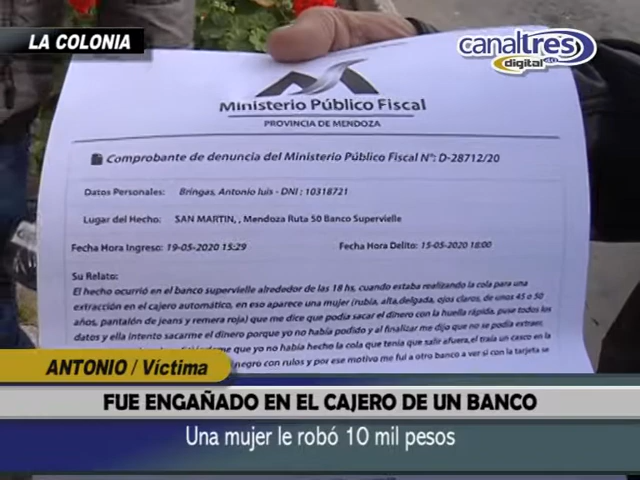 LA COLONIA
canaltres
digital
Ministerio Público Fiscal
PROVINCIA DE MENDOZA
Comprobante de denuncia del Ministerio Público Fiscal N°: D-28712/20
Datos Personales: Bringas, Antonio luis - DNI : 10318721
Lugar del Hecho: SAN MARTIN, , Mendoza Ruta 50 Banco Supervielle
Fecha Hora Ingreso: 19-05-2020 15:29 Fecha Hora Delito: 15-05-2020 18:00
Su Relato:
El hecho ocurrió en el banco supervielle alrededor de las 18 hs, cuando estaba realizando la cola para una
extracción en el cajero automático, en eso aparece una mujer (rubia, alta,delgada, ojos claros, de unos 45 o 50
años, pantalón de jeans y remera roja) que me dice que podía sacar el dinero con la huella rápida, puse todos los
datos y ella intento sacarme el dinero porque yo no había podido y al finalizar me dijo que no se podía extraer,
que yo no había hecho la cola que tenía que salir afuera,el traía un casco en la
negro con rulos y por ese motivo me fui a otro banco a ver si con la tarjeta se
ANTONIO / Víctima
FUE ENGAÑADO EN EL CAJERO DE UN BANCO
Una mujer le robó 10 mil pesos